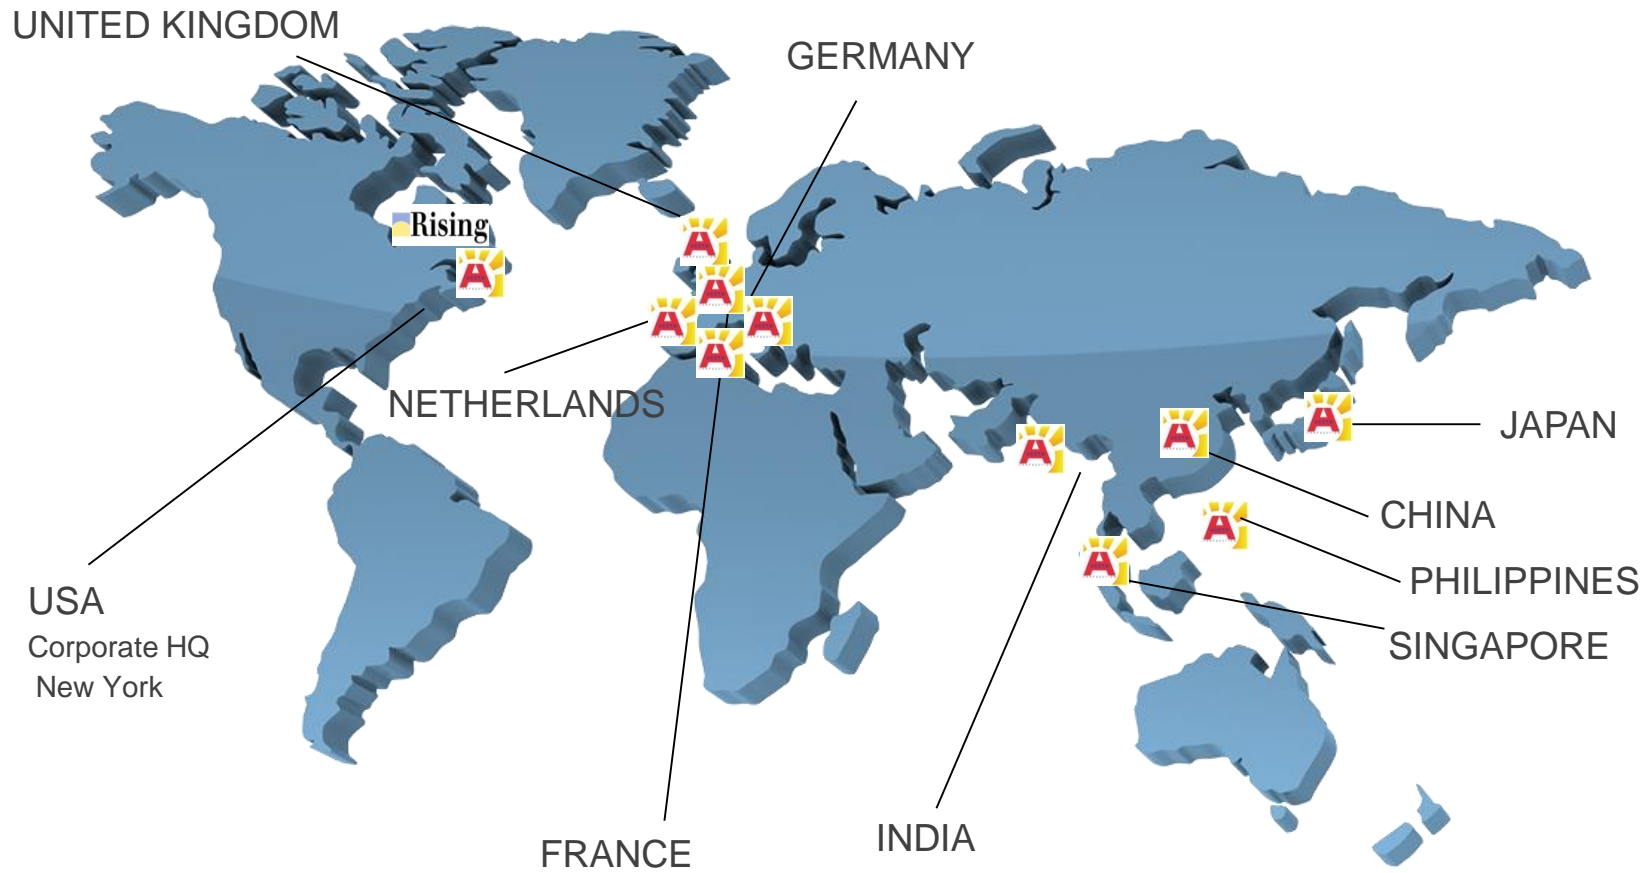 UNITED KINGDOM
GERMANY
Rising
NETHERLANDS
JAPAN
CHINA
PHILIPPINES
USA
Corporate HQ
New York
SINGAPORE
INDIA
FRANCE